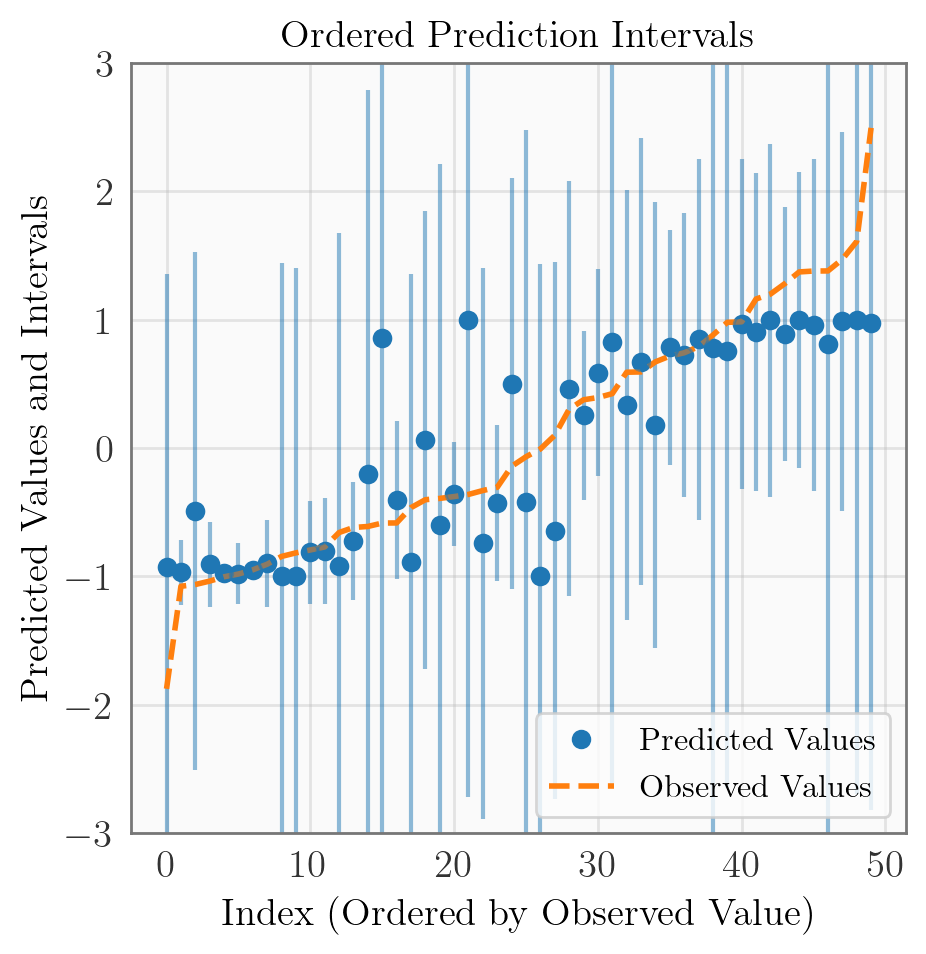 Ordered Prediction Intervals
Predicted Values and Intervals
3
2
1
0
−1
−2
−3
Predicted Values
Observed Values
0 10 20 30 40 50
Index (Ordered by Observed Value)